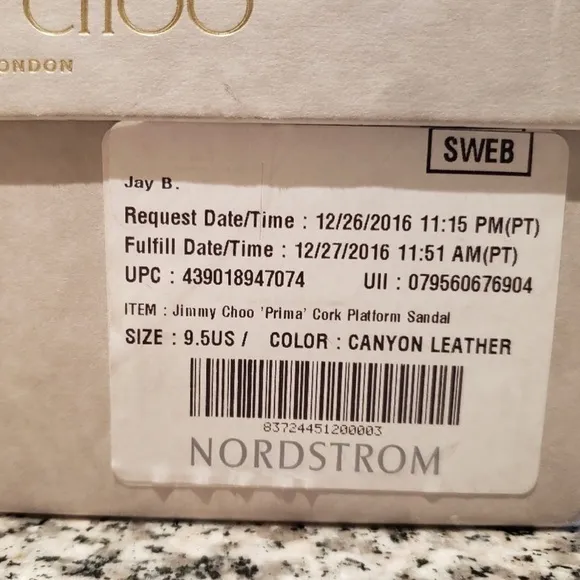 CHOO
LONDON
SWEB
Jay B.
Request Date/Time : 12/26/2016 11:15 PM(PT)
Fulfill Date/Time : 12/27/2016 11:51 AM(PT)
UPC : 439018947074 UII : 079560676904
ITEM : Jimmy Choo 'Prima' Cork Platform Sandal
SIZE : 9.5US / COLOR : CANYON LEATHER
83724451200003
NORDSTROM